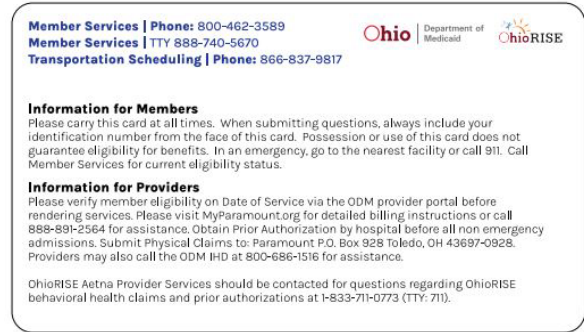 Member Services | Phone: 800-462-3589
Member Services | TTY 888-740-5670
Transportation Scheduling | Phone: 866-837-9817
Ohio | Department of
Medicaid
OhioRISE
Information for Members
Please carry this card at all times. When submitting questions, always include your
identification number from the face of this card. Possession or use of this card does not
guarantee eligibility for benefits. In an emergency, go to the nearest facility or call 911. Call
Member Services for current eligibility status.
Information for Providers
Please verify member eligibility on Date of Service via the ODM provider portal before
rendering services. Please visit MyParamount.org for detailed billing instructions or call
888-891-2564 for assistance. Obtain Prior Authorization by hospital before all non emergency
admissions. Submit Physical Claims to: Paramount P.O. Box 928 Toledo, OH 43697-0928.
Providers may also call the ODM IHD at 800-686-1516 for assistance.
OhioRISE Aetna Provider Services should be contacted for questions regarding OhioRISE
behavioral health claims and prior authorizations at 1-833-711-0773 (TTY: 711).